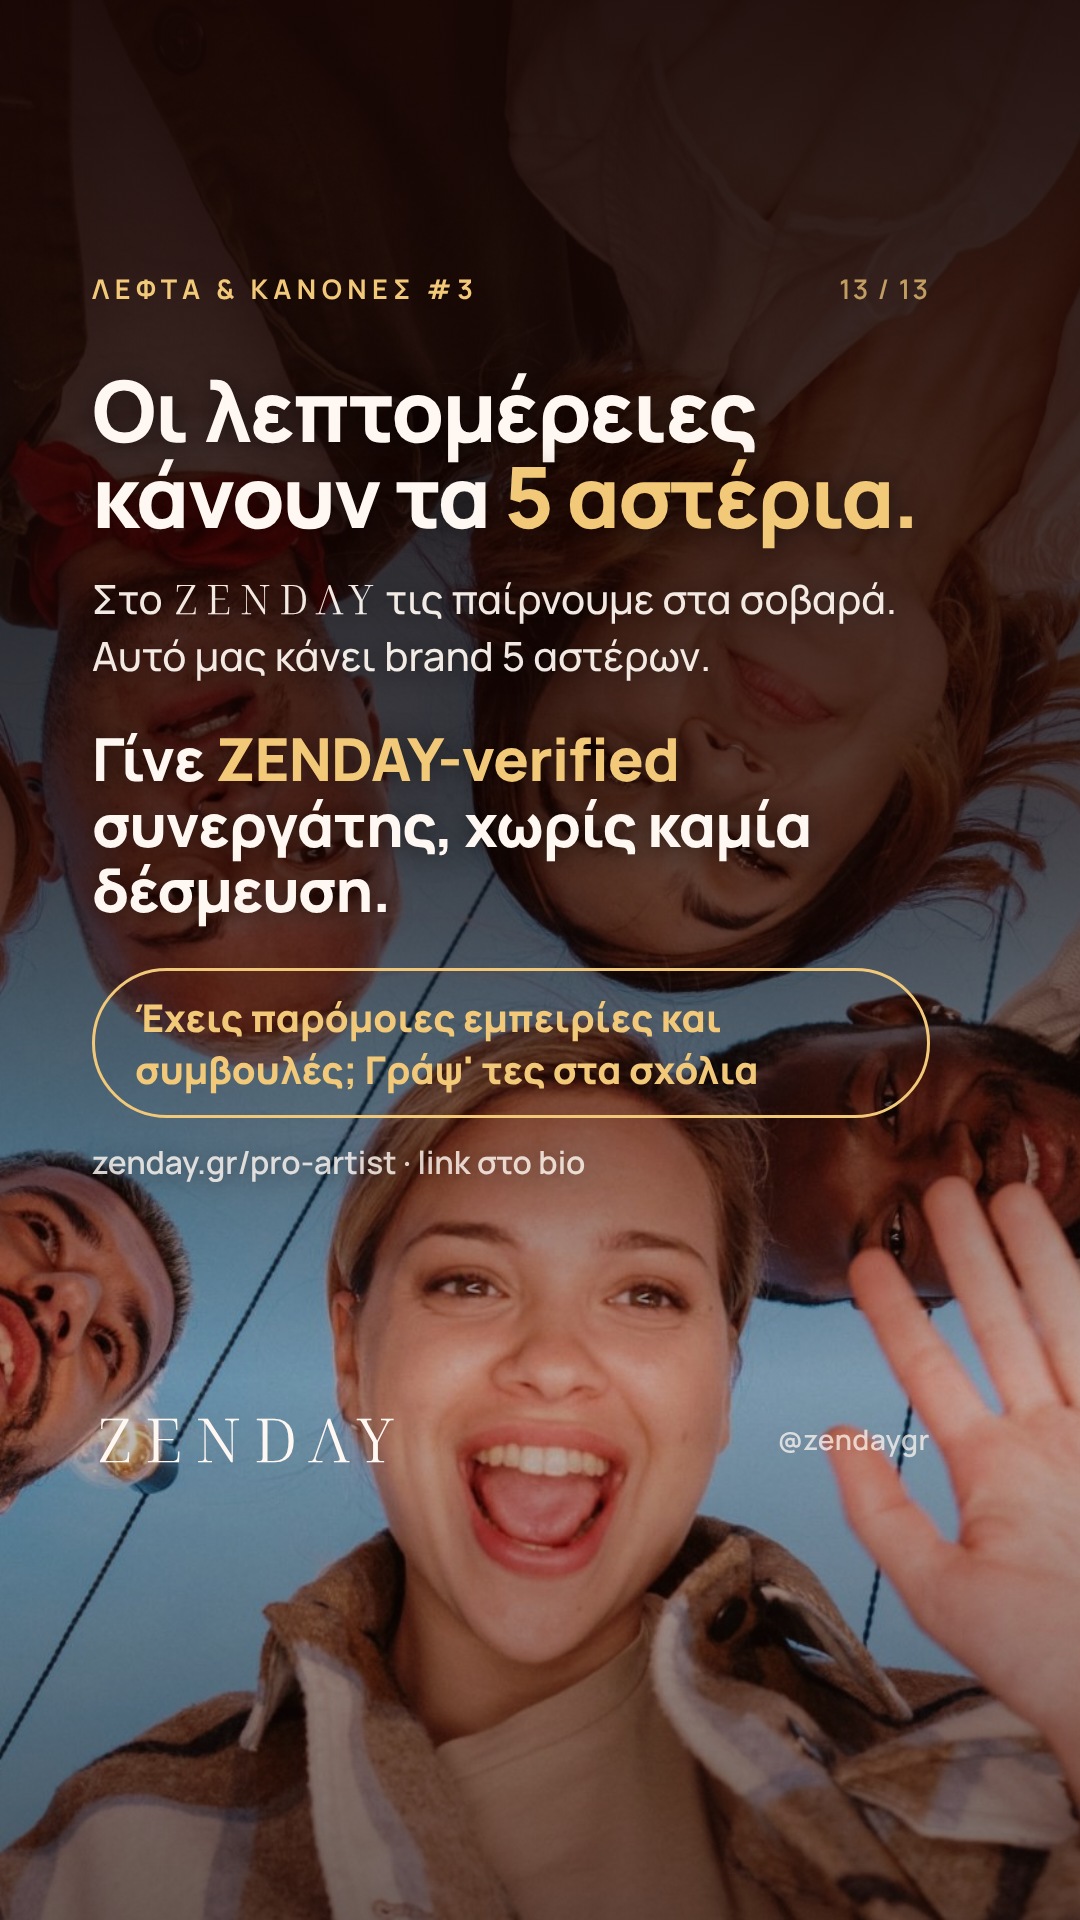 ΛΕΦΤΑ & ΚΑΝΟΝΕΣ #3
13 / 13
Οι λεπτομέρειες
κάνουν τα 5 αστέρια.
Στο ZENDAY τις παίρνουμε στα σοβαρά.
Αυτό μας κάνει brand 5 αστέρων.
Γίνε ZENDAY-verified
συνεργάτης, χωρίς καμία
δέσμευση.
Έχεις παρόμοιες εμπειρίες και
συμβουλές; Γράψ' τες στα σχόλια
zenday.gr/pro-artist · link στο bio
ZENDAY
@zendaygr